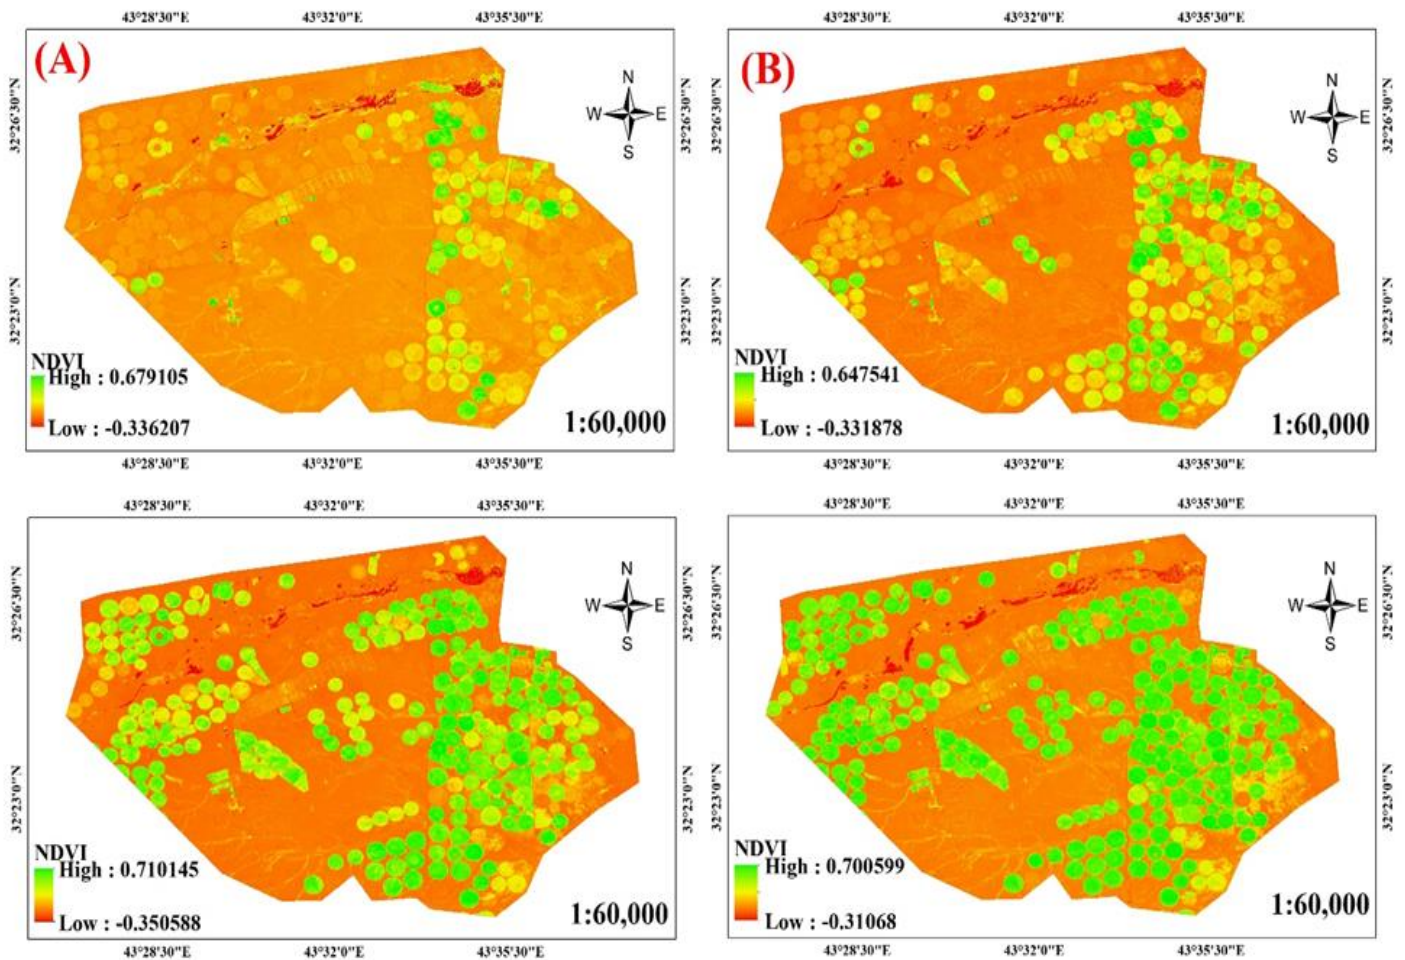 43°28'30"E 43°32'0"E 43°35'30"E
(A)
N
W E
S
32°26'30"N
32°23'0"N
32°26'30"N
32°23'0"N
NDVI
High : 0.679105
Low : -0.336207
1:60,000
43°28'30"E 43°32'0"E 43°35'30"E
43°28'30"E 43°32'0"E 43°35'30"E
(B)
N
W E
S
32°26'30"N
32°23'0"N
32°26'30"N
32°23'0"N
NDVI
High : 0.647541
Low : -0.331878
1:60,000
43°28'30"E 43°32'0"E 43°35'30"E
43°28'30"E 43°32'0"E 43°35'30"E
N
W E
S
32°26'30"N
32°23'0"N
32°26'30"N
32°23'0"N
NDVI
High : 0.710145
Low : -0.350588
1:60,000
43°28'30"E 43°32'0"E 43°35'30"E
43°28'30"E 43°32'0"E 43°35'30"E
N
W E
S
32°26'30"N
32°23'0"N
32°26'30"N
32°23'0"N
NDVI
High : 0.700599
Low : -0.31068
1:60,000
43°28'30"E 43°32'0"E 43°35'30"E